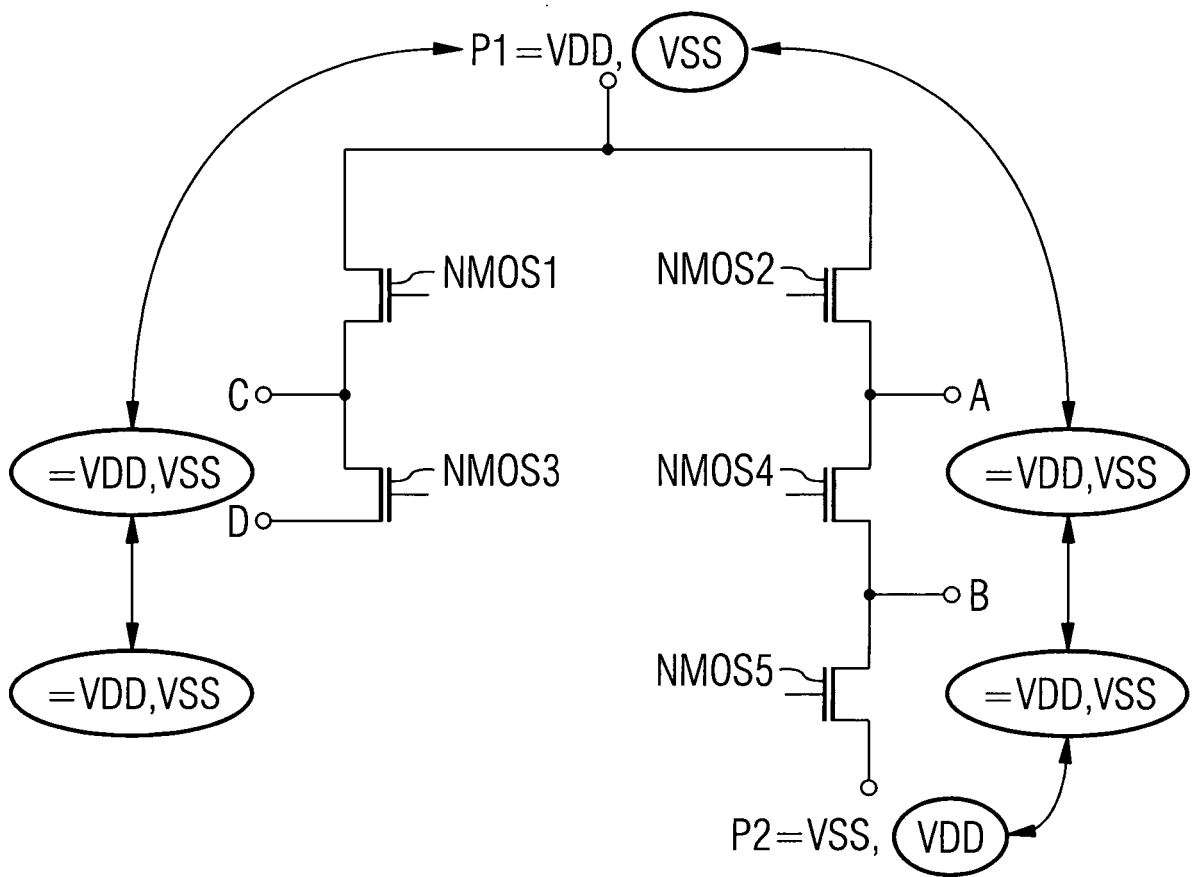 P1=VDD, VSS
NMOS1
NMOS2
C
A
=VDD,VSS
NMOS3
NMOS4
=VDD,VSS
D
B
NMOS5
=VDD,VSS
=VDD,VSS
P2=VSS, VDD